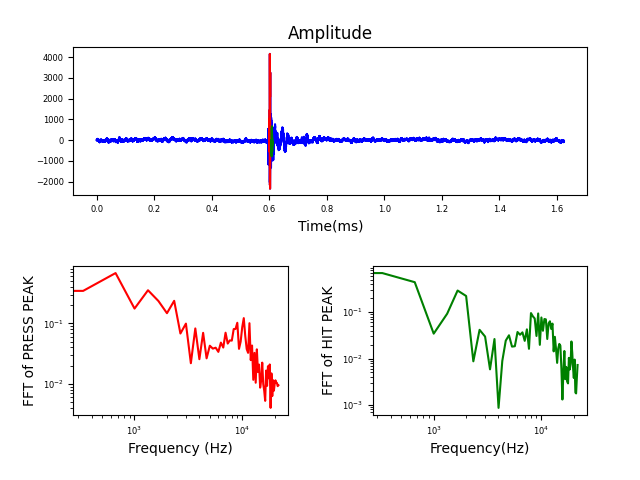 Amplitude
4000
3000
2000
1000
0
−1000
−2000
0.0 0.2 0.4 0.6 0.8 1.0 1.2 1.4 1.6
Time(ms)
FFT of PRESS PEAK
10⁻¹
10⁻²
10³ 10⁴
Frequency (Hz)
FFT of HIT PEAK
10⁻¹
10⁻²
10⁻³
10³ 10⁴
Frequency(Hz)